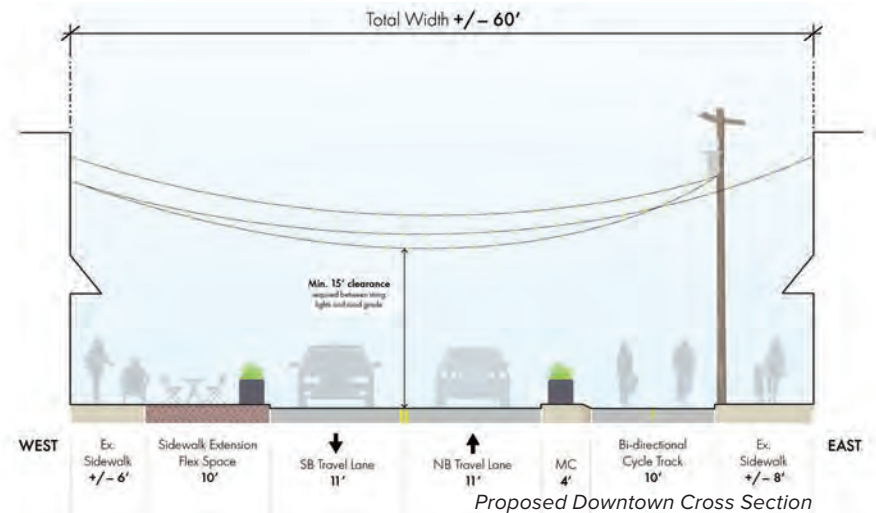 Total Width +/– 60’
Min. 15’ clearance
required between string
lights and road grade
WEST
Ex.
Sidewalk
+/– 6’
Sidewalk Extension
Flex Space
10’
SB Travel Lane
11’
NB Travel Lane
11’
MC
4’
Bi-directional
Cycle Track
10’
Ex.
Sidewalk
+/– 8’
EAST
Proposed Downtown Cross Section